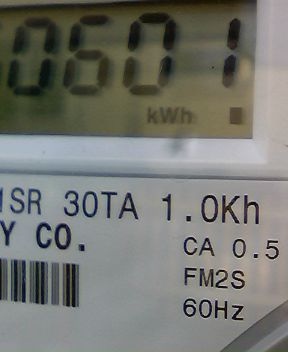 0601
kWh
1SR 30TA 1.0Kh
Y CO.
CA 0.5
FM2S
60Hz